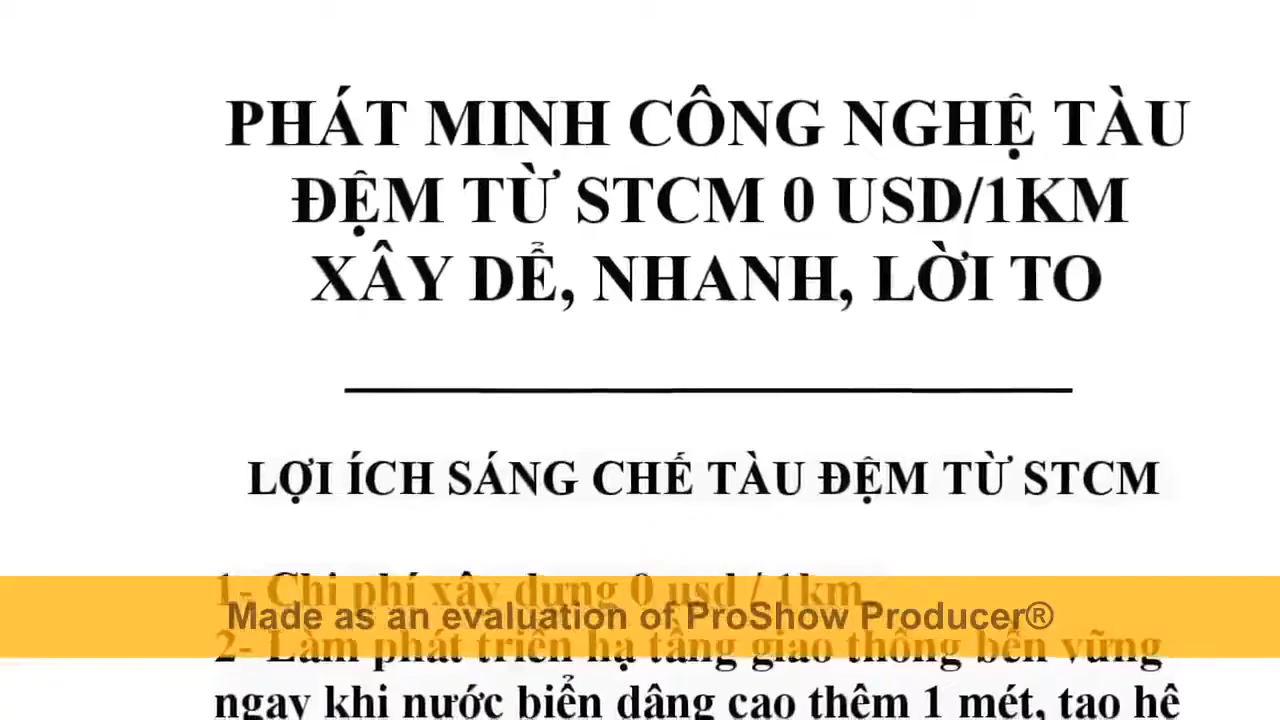 PHÁT MINH CÔNG NGHỆ TÀU
ĐỆM TỪ STCM 0 USD/1KM
XÂY DỂ, NHANH, LỜI TO
LỢI ÍCH SÁNG CHẾ TÀU ĐỆM TỪ STCM
1- Chi phí xây dựng 0 usd / 1km
Made as an evaluation of ProShow Producer®
2- Làm phát triển hạ tầng giao thông bền vững
ngay khi nước biển dâng cao thêm 1 mét, tạo hệ